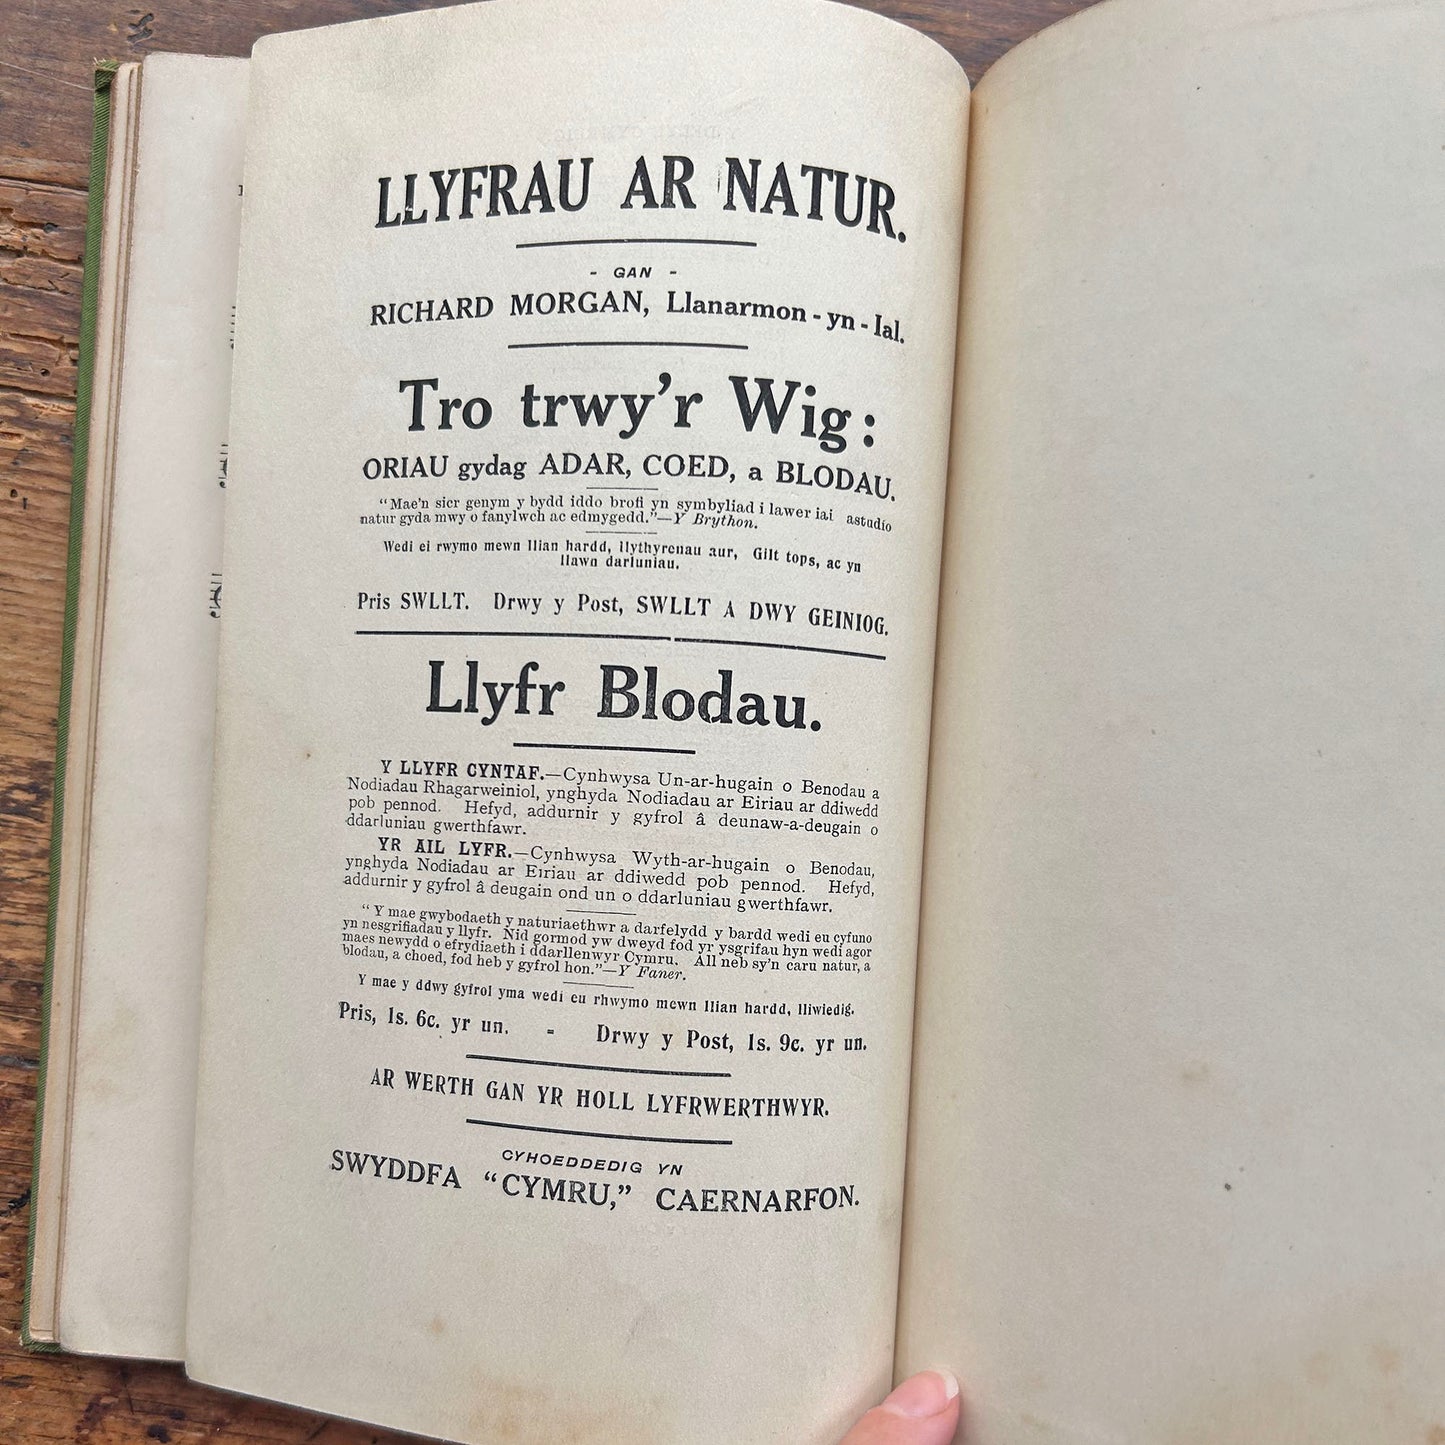 LLYFRAU AR NATUR.
- GAN -
RICHARD MORGAN, Llanarmon-yn-Ial.
Tro trwy'r Wig:
ORIAU gydag ADAR, COED, a BLODAU.
"Mae'n sicr genym y bydd iddo brofi yn symbyliad i lawer iai astudio
natur gyda mwy o fanylwch ac edmygedd."—Y Brython.
Wedi ei rwymo mewn llian hardd, llythyrenau aur, Gilt tops, ac yn
llawn darluniau.
Pris SWLLT. Drwy y Post, SWLLT A DWY GEINIOG.
Llyfr Blodau.
Y LLYFR CYNTAF.—Cynhwysa Un-ar-hugain o Benodau a
Nodiadau Rhagarweiniol, ynghyda Nodiadau ar Eiriau ar ddiwedd
pob pennod. Hefyd, addurnir y gyfrol â deunaw-a-deugain o
ddarluniau gwerthfawr.
YR AIL LYFR.—Cynhwysa Wyth-ar-hugain o Benodau,
ynghyda Nodiadau ar Eiriau ar ddiwedd pob pennod. Hefyd,
addurnir y gyfrol â deugain ond un o ddarluniau gwerthfawr.
"Y mae gwybodaeth y naturiaethwr a darfelydd y bardd wedi eu cyfuno
yn nesgrifiadau y llyfr. Nid gormod yw dweyd fod yr ysgrifau hyn wedi agor
maes newydd o efrydiaeth i ddarllenwyr Cymru. All neb sy'n caru natur, a
blodau, a choed, fod heb y gyfrol hon."—Y Faner.
Y mae y ddwy gyfrol yma wedi eu rhwymo mewn llian hardd, lliwiedig.
Pris, 1s. 6c. yr un. - Drwy y Post, 1s. 9c. yr un.
AR WERTH GAN YR HOLL LYFRWERTHWYR.
CYHOEDDEDIG YN
SWYDDFA "CYMRU," CAERNARFON.